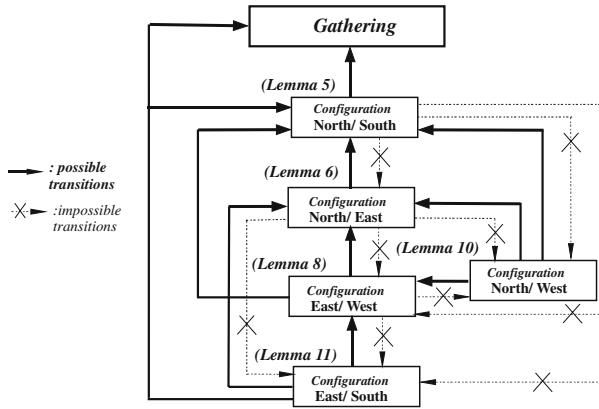 Gathering
(Lemma 5)
Configuration
North/ South
: possible
transitions
(Lemma 6)
:impossible
transitions
Configuration
North/ East
(Lemma 10)
(Lemma 8)
Configuration
East/ West
Configuration
North/ West
(Lemma 11)
Configuration
East/ South